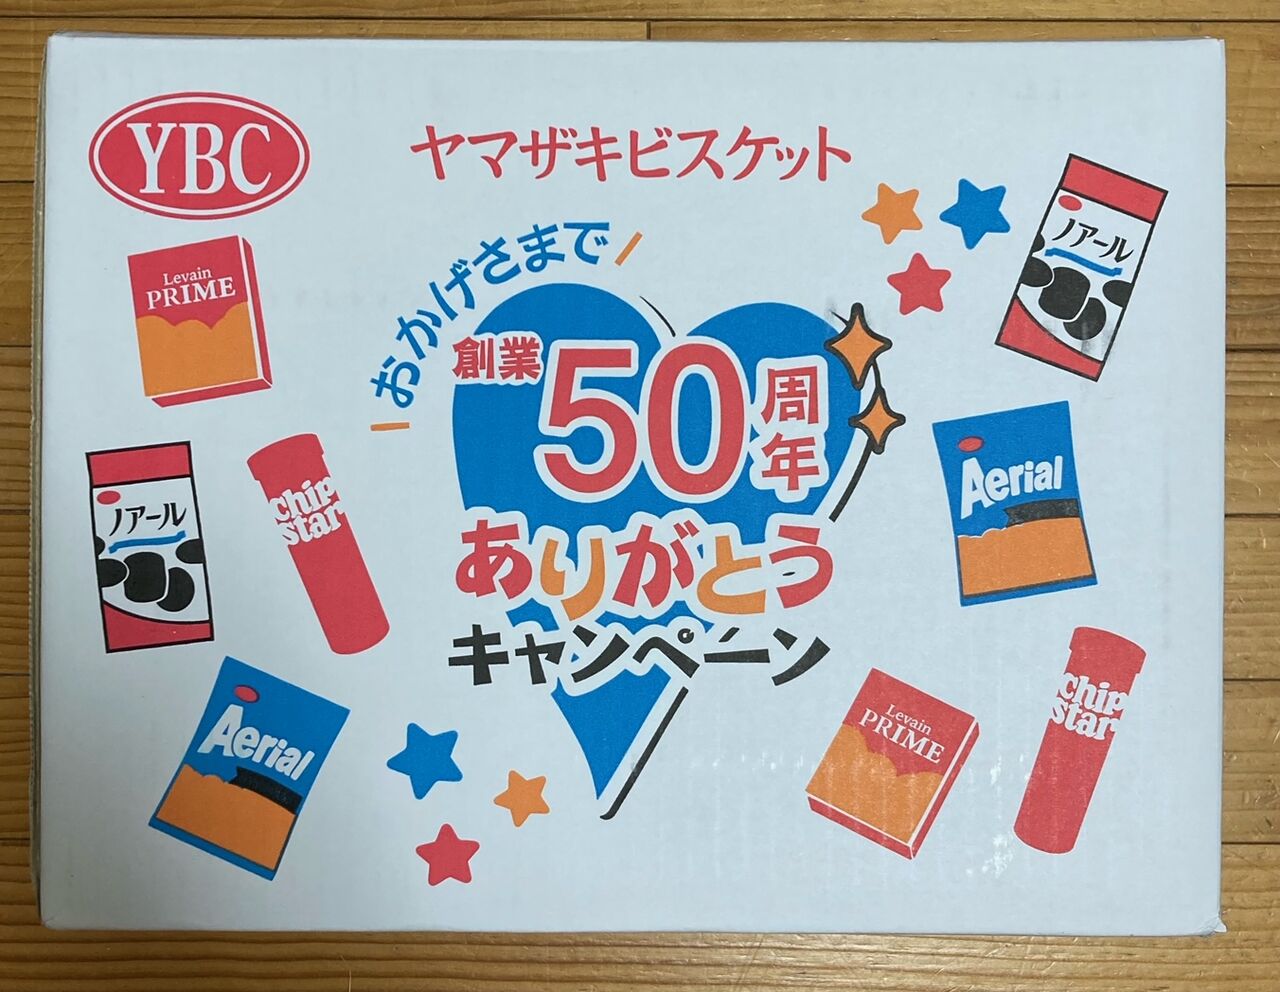 YBC
ヤマザキビスケット
おかげさまで
創業50周年
ありがとう
キャンペーン
Levain
PRIME
ノアール
Chip
Star
Aerial
ノアール
Aerial
Levain
PRIME
Chip
Star